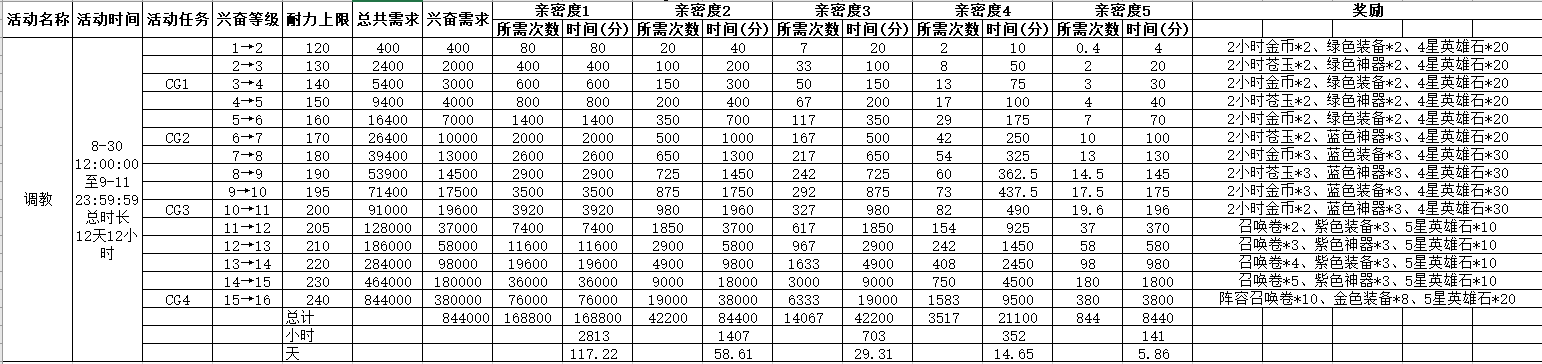 活动名称 活动时间 活动任务 兴奋等级 耐力上限 总共需求 兴奋需求 亲密度1 亲密度2 亲密度3 亲密度4 亲密度5 奖励
所需次数 时间(分) 所需次数 时间(分) 所需次数 时间(分) 所需次数 时间(分) 所需次数 时间(分)
调教
8-30
12:00:00
至9-11
23:59:59
总时长
12天12小
时
1→2 120 400 400 80 80 20 40 7 20 2 10 0.4 4 2小时金币*2、绿色装备*2、4星英雄石*20
2→3 130 2400 2000 400 400 100 200 33 100 8 50 2 20 2小时苍玉*2、绿色神器*2、4星英雄石*20
CG1 3→4 140 5400 3000 600 600 150 300 50 150 13 75 3 30 2小时金币*2、绿色装备*2、4星英雄石*20
4→5 150 9400 4000 800 800 200 400 67 200 17 100 4 40 2小时苍玉*2、绿色神器*2、4星英雄石*20
5→6 160 16400 7000 1400 1400 350 700 117 350 29 175 7 70 2小时金币*2、绿色装备*2、4星英雄石*20
CG2 6→7 170 26400 10000 2000 2000 500 1000 167 500 42 250 10 100 2小时苍玉*2、蓝色神器*3、4星英雄石*20
7→8 180 39400 13000 2600 2600 650 1300 217 650 54 325 13 130 2小时金币*3、蓝色装备*3、4星英雄石*30
8→9 190 53900 14500 2900 2900 725 1450 242 725 60 362.5 14.5 145 2小时苍玉*3、蓝色神器*3、4星英雄石*30
9→10 195 71400 17500 3500 3500 875 1750 292 875 73 437.5 17.5 175 2小时金币*3、蓝色装备*3、4星英雄石*30
CG3 10→11 200 91000 19600 3920 3920 980 1960 327 980 82 490 19.6 196 2小时金币*2、蓝色神器*3、4星英雄石*30
11→12 205 128000 37000 7400 7400 1850 3700 617 1850 154 925 37 370 召唤卷*2、紫色装备*3、5星英雄石*10
12→13 210 186000 58000 11600 11600 2900 5800 967 2900 242 1450 58 580 召唤卷*3、紫色神器*3、5星英雄石*10
13→14 220 284000 98000 19600 19600 4900 9800 1633 4900 408 2450 98 980 召唤卷*4、紫色装备*3、5星英雄石*10
14→15 230 464000 180000 36000 36000 9000 18000 3000 9000 750 4500 180 1800 召唤卷*5、紫色神器*3、5星英雄石*10
CG4 15→16 240 844000 380000 76000 76000 19000 38000 6333 19000 1583 9500 380 3800 阵容召唤卷*10、金色装备*8、5星英雄石*20
总计 844000 168800 168800 42200 84400 14067 42200 3517 21100 844 8440
小时 2813 1407 703 352 141
天 117.22 58.61 29.31 14.65 5.86